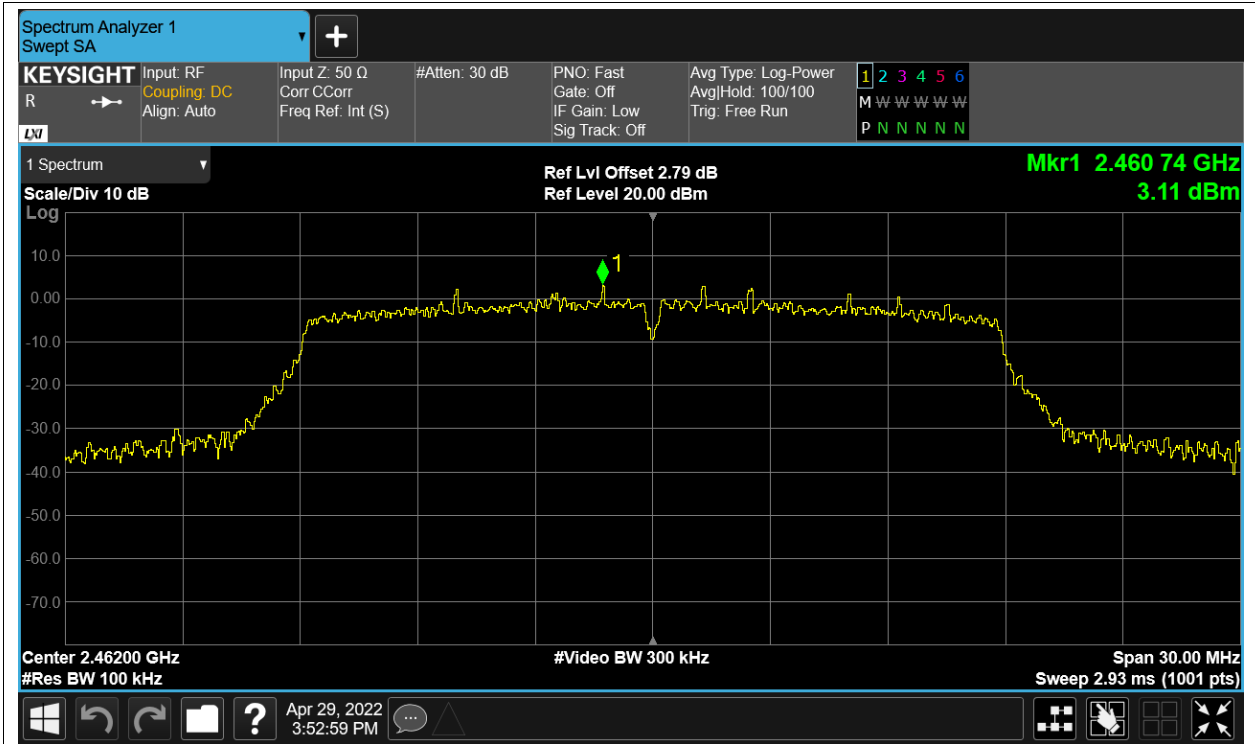 Spectrum Analyzer 1
Swept SA
KEYSIGHT
R
LXI
Input: RF
Coupling: DC
Align: Auto
Input Z: 50 Ω
Corr CCorr
Freq Ref: Int (S)
#Atten: 30 dB
PNO: Fast
Gate: Off
IF Gain: Low
Sig Track: Off
Avg Type: Log-Power
Avg|Hold: 100/100
Trig: Free Run
1 2 3 4 5 6
M W W W W W
P N N N N N
1 Spectrum
Scale/Div 10 dB
Ref Lvl Offset 2.79 dB
Ref Level 20.00 dBm
Mkr1 2.460 74 GHz
3.11 dBm
Log
10.0
0.00
-10.0
-20.0
-30.0
-40.0
-50.0
-60.0
-70.0
1
Center 2.46200 GHz
#Res BW 100 kHz
#Video BW 300 kHz
Span 30.00 MHz
Sweep 2.93 ms (1001 pts)
?
Apr 29, 2022
3:52:59 PM